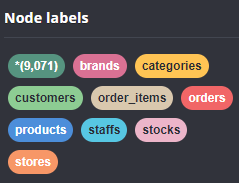 Node labels
*(9,071) brands categories
customers order_items orders
products staffs stocks
stores